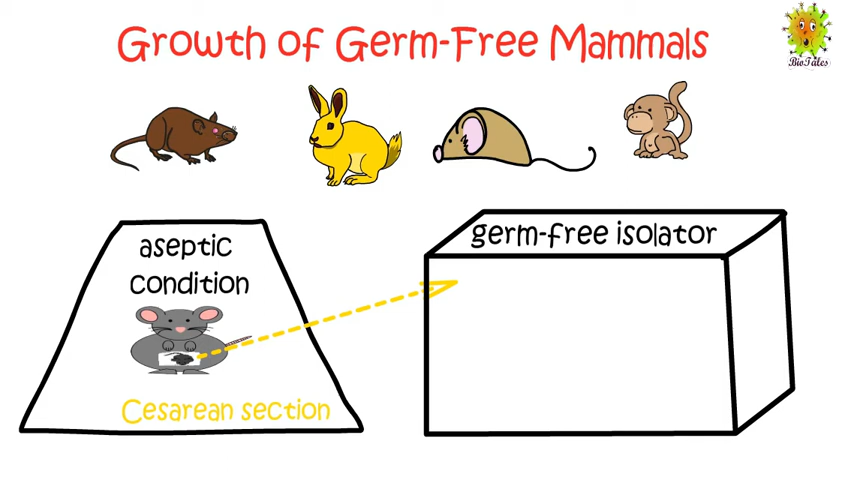 Growth of Germ-Free Mammals
BioTales
aseptic
condition
germ-free isolator
Cesarean section